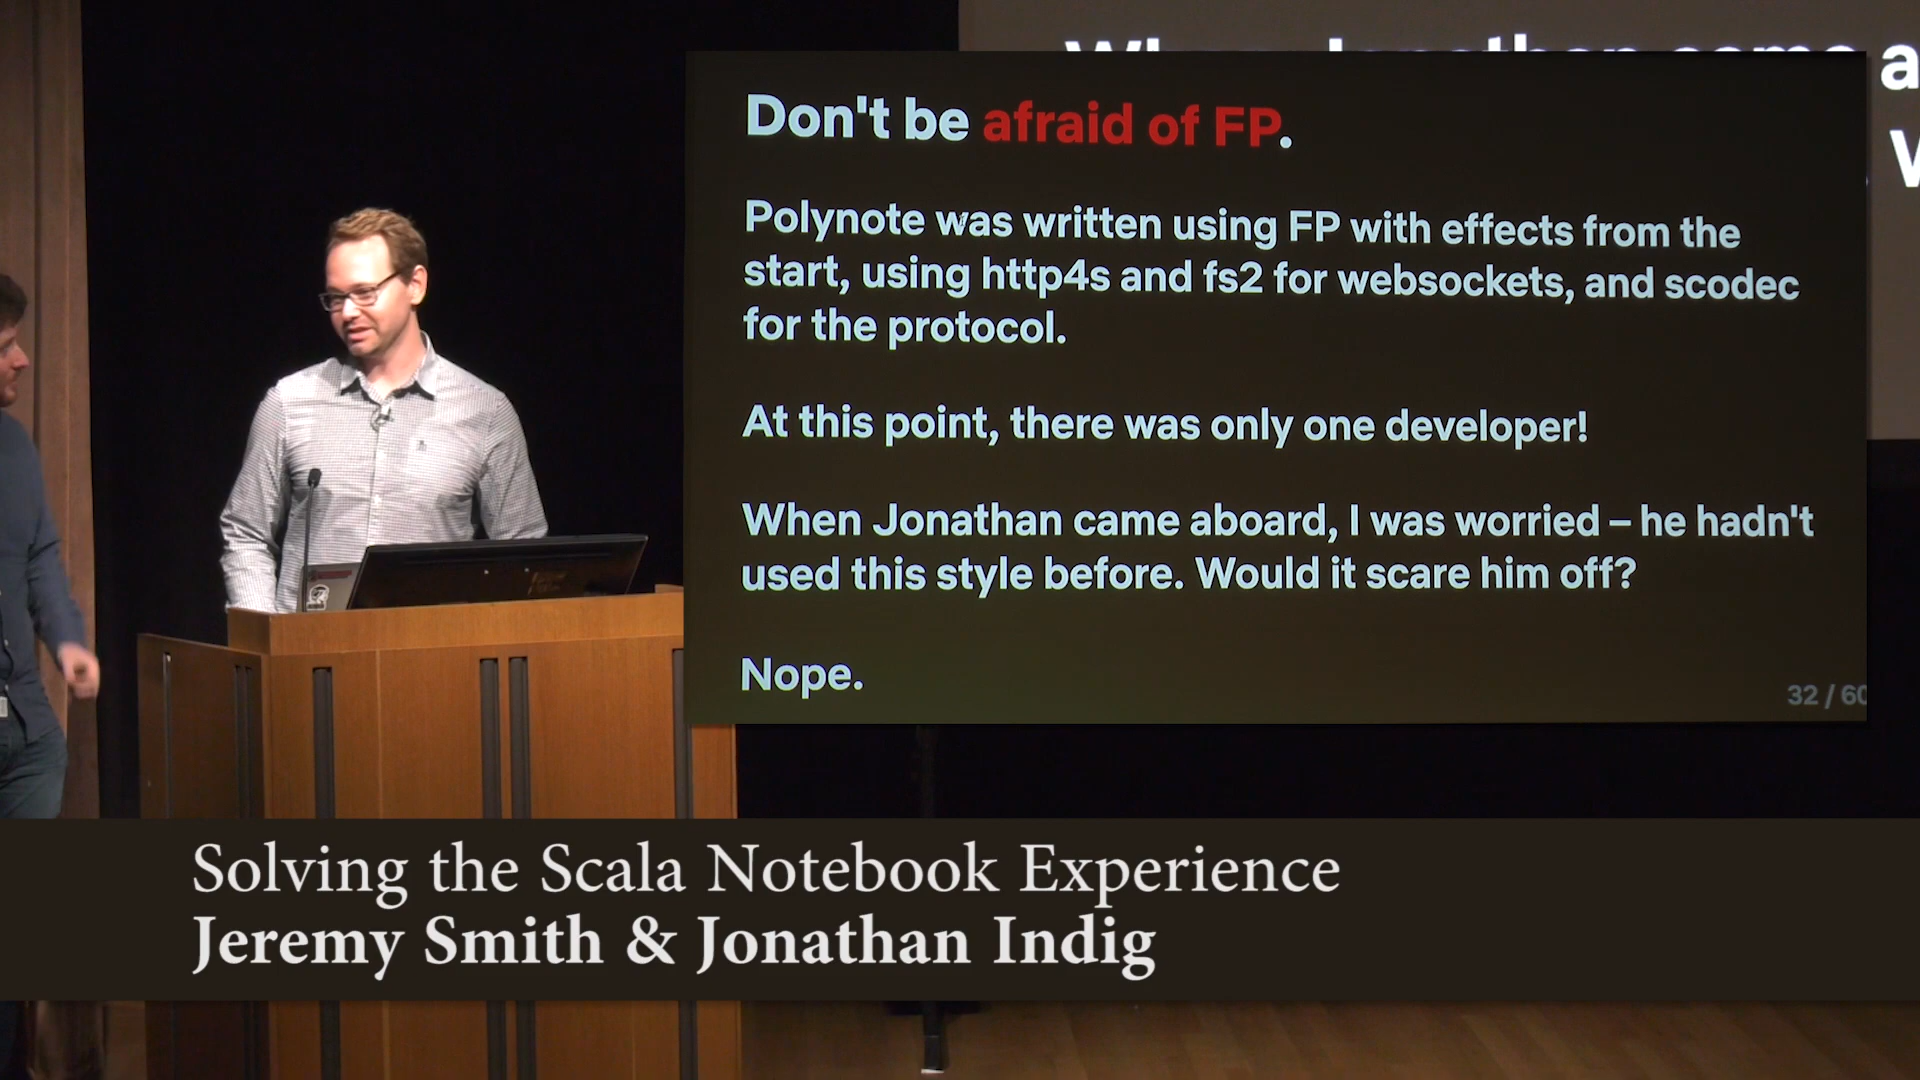 Don't be afraid of FP.
Polynote was written using FP with effects from the
start, using http4s and fs2 for websockets, and scodec
for the protocol.
At this point, there was only one developer!
When Jonathan came aboard, I was worried – he hadn't
used this style before. Would it scare him off?
Nope.
32 / 60
Solving the Scala Notebook Experience
Jeremy Smith & Jonathan Indig